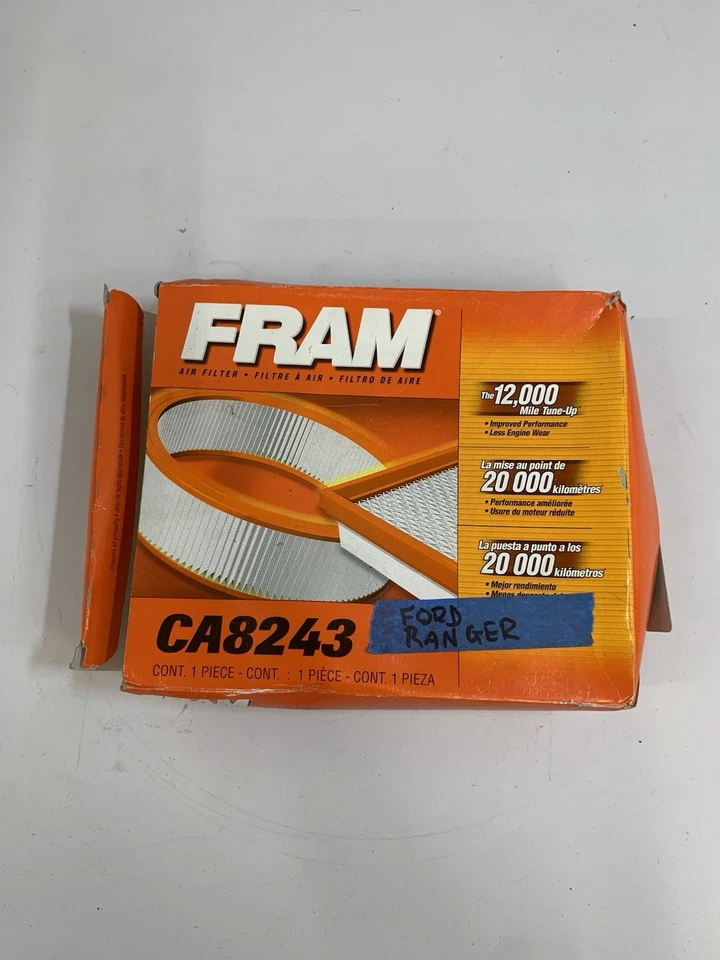 FRAM®
AIR FILTER • FILTRE À AIR • FILTRO DE AIRE
The 12,000
Mile Tune-Up
• Improved Performance
• Less Engine Wear
La mise au point de
20 000 kilomètres
• Performance améliorée
• Usure du moteur réduite
La puesta a punto a los
20 000 kilómetros
• Mejor rendimiento
• Menos
CA8243
FORD
RANGER
CONT. 1 PIECE - CONT. : 1 PIÈCE - CONT. 1 PIEZA